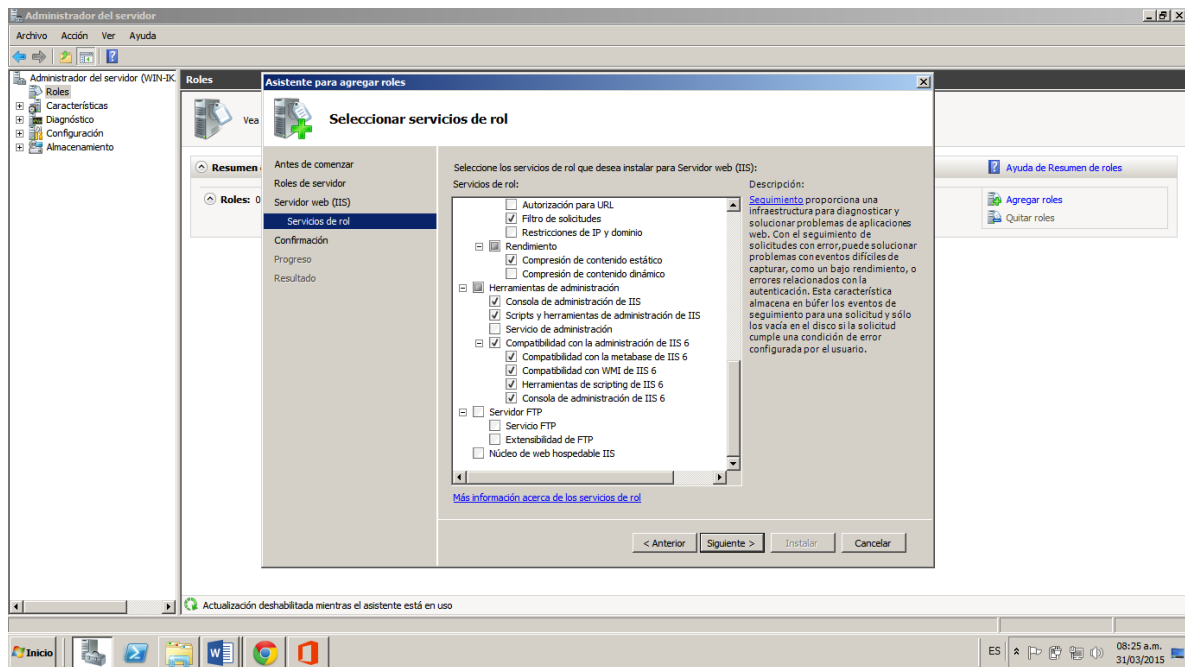 Administrador del servidor
Archivo Acción Ver Ayuda
Administrador del servidor (WIN-IK
Roles
Características
Diagnóstico
Configuración
Almacenamiento
Roles
Vea
Resumen
Roles: 0
Ayuda de Resumen de roles
Agregar roles
Quitar roles
Asistente para agregar roles
Seleccionar servicios de rol
Antes de comenzar
Roles de servidor
Servidor web (IIS)
Servicios de rol
Confirmación
Progreso
Resultado
Seleccione los servicios de rol que desea instalar para Servidor web (IIS):
Servicios de rol:
Autorización para URL
Filtro de solicitudes
Restricciones de IP y dominio
Rendimiento
Compresión de contenido estático
Compresión de contenido dinámico
Herramientas de administración
Consola de administración de IIS
Scripts y herramientas de administración de IIS
Servicio de administración
Compatibilidad con la administración de IIS 6
Compatibilidad con la metabase de IIS 6
Compatibilidad con WMI de IIS 6
Herramientas de scripting de IIS 6
Consola de administración de IIS 6
Servidor FTP
Servicio FTP
Extensibilidad de FTP
Núcleo de web hospedable IIS
Más información acerca de los servicios de rol
Descripción:
Seguimiento proporciona una
infraestructura para diagnosticar y
solucionar problemas de aplicaciones
web. Con el seguimiento de
solicitudes con error,puede solucionar
problemas con eventos difíciles de
capturar, como un bajo rendimiento, o
errores relacionados con la
autenticación. Esta característica
almacena en búfer los eventos de
seguimiento para una solicitud y sólo
los vacía en el disco si la solicitud
cumple una condición de error
configurada por el usuario.
< Anterior Siguiente > Instalar Cancelar
Actualización deshabilitada mientras el asistente está en uso
Inicio
ES
08:25 a.m.
31/03/2015